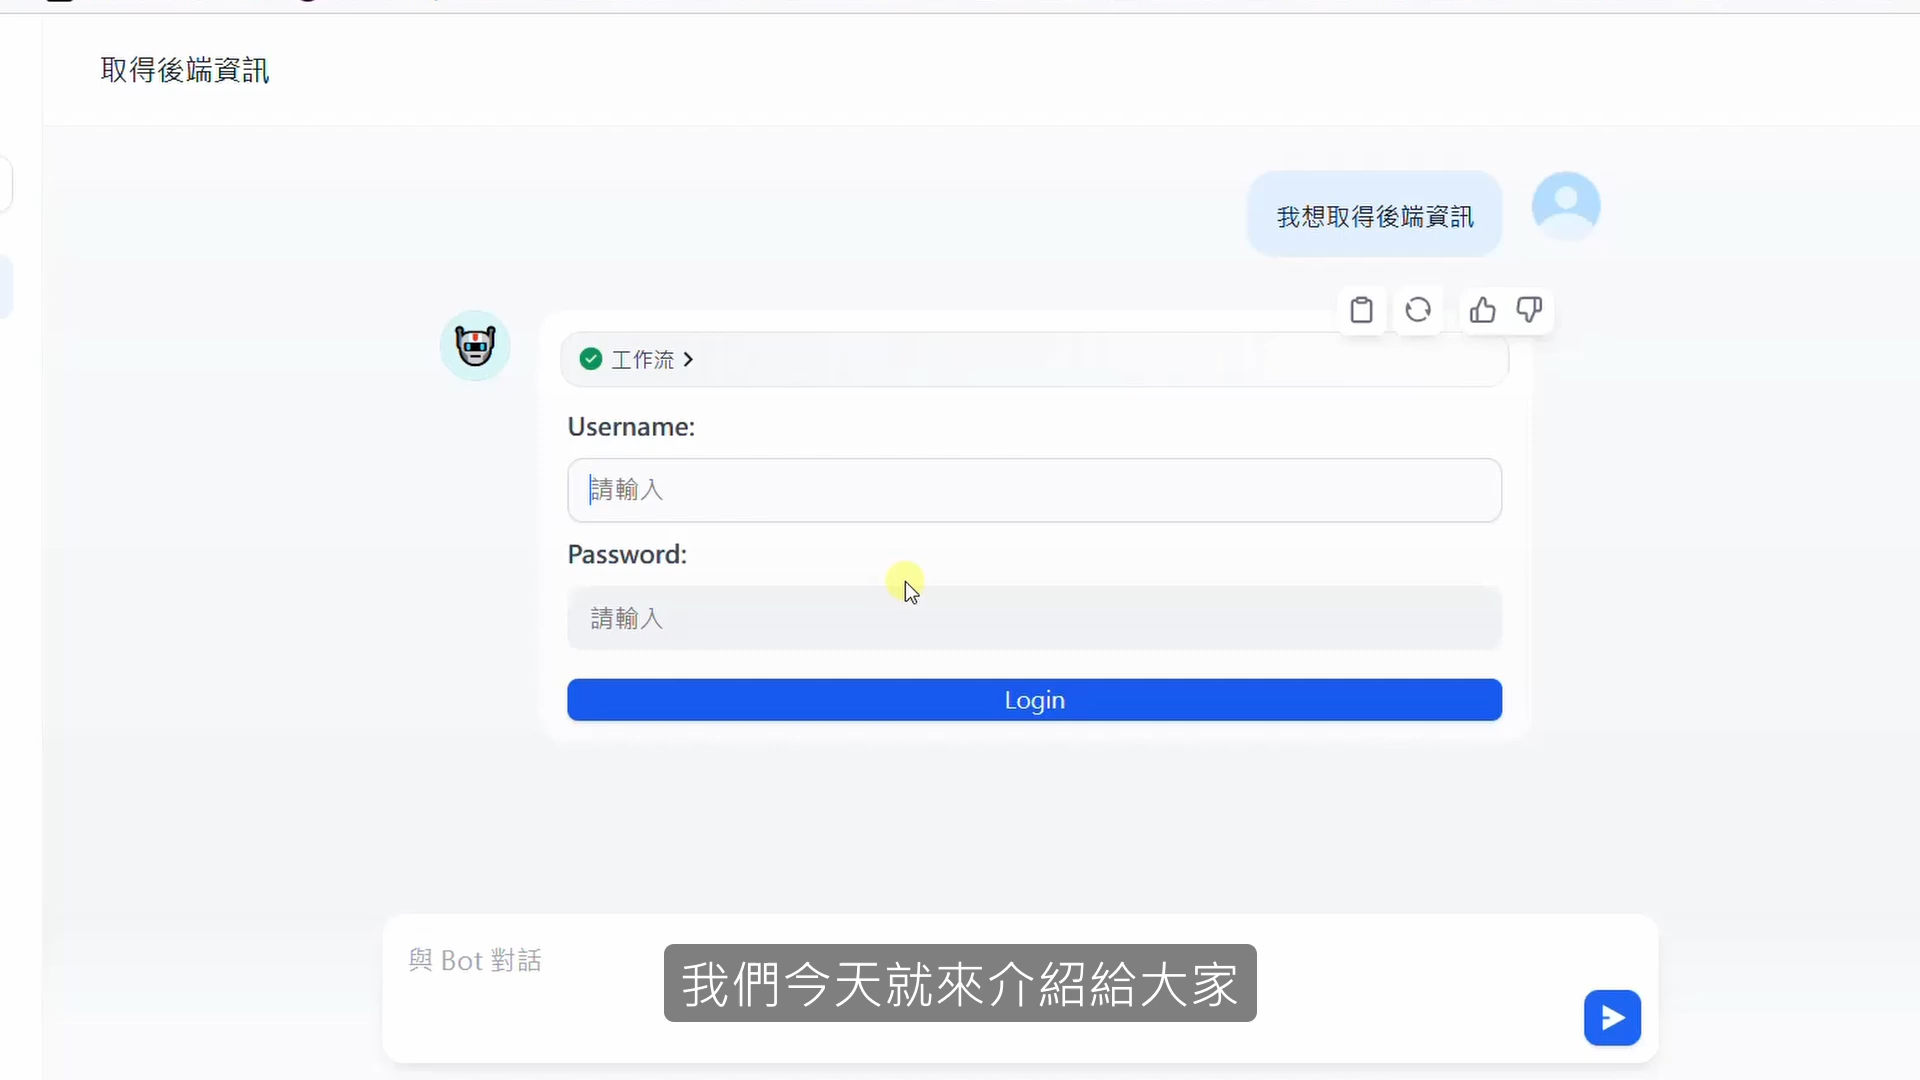 取得後端資訊
我想取得後端資訊
工作流
Username:
請輸入
Password:
請輸入
Login
與 Bot 對話
我們今天就來介紹給大家